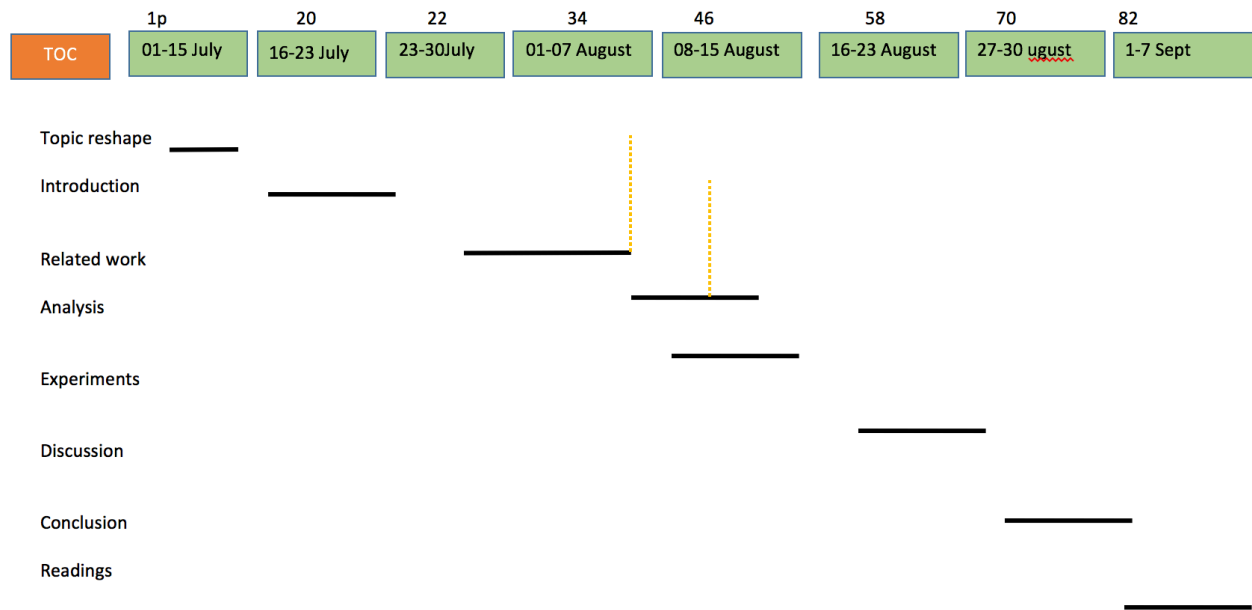 1p 20 22 34 46 58 70 82
TOC 01-15 July 16-23 July 23-30July 01-07 August 08-15 August 16-23 August 27-30 ugust 1-7 Sept
Topic reshape
Introduction
Related work
Analysis
Experiments
Discussion
Conclusion
Readings